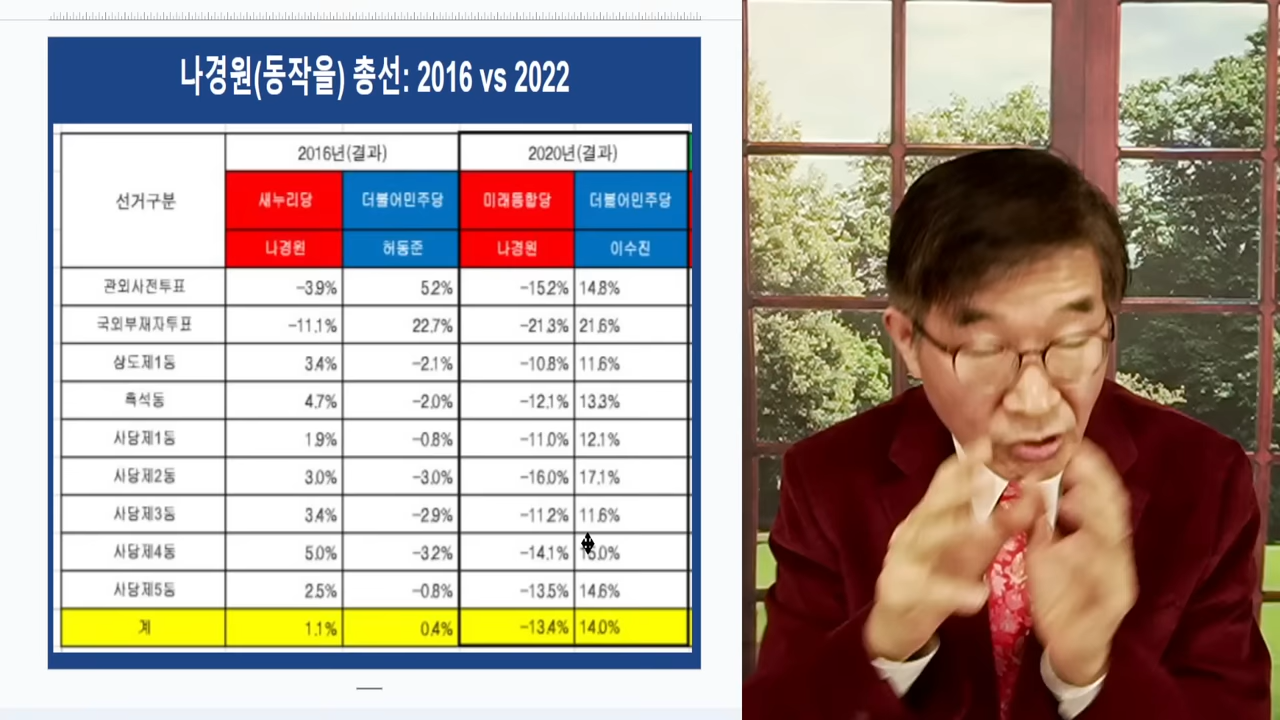 나경원(동작을) 총선: 2016 vs 2022
선거구분 2016년(결과) 2020년(결과)
새누리당 더불어민주당 미래통합당 더불어민주당
나경원 허동준 나경원 이수진
관외사전투표 -3.9% 5.2% -15.2% 14.8%
국외부재자투표 -11.1% 22.7% -21.3% 21.6%
상도제1동 3.4% -2.1% -10.8% 11.6%
흑석동 4.7% -2.0% -12.1% 13.3%
사당제1동 1.9% -0.8% -11.0% 12.1%
사당제2동 3.0% -3.0% -16.0% 17.1%
사당제3동 3.4% -2.9% -11.2% 11.6%
사당제4동 5.0% -3.2% -14.1%
사당제5동 2.5% -0.8% -13.5% 14.6%
계 1.1% 0.4% -13.4% 14.0%